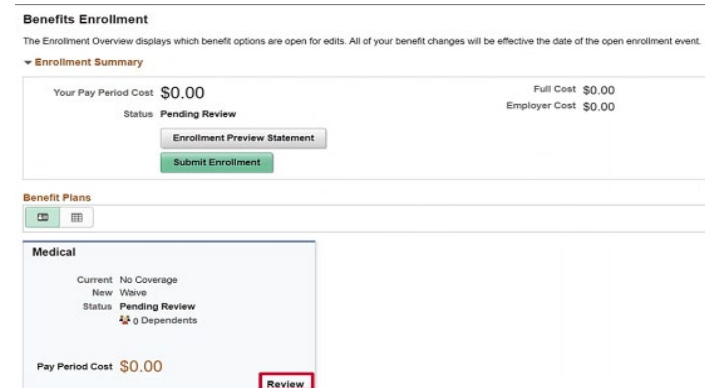 Benefits Enrollment
The Enrollment Overview displays which benefit options are open for edits. All of your benefit changes will be effective the date of the open enrollment event.
Enrollment Summary
Your Pay Period Cost $0.00
Full Cost $0.00
Status Pending Review
Employer Cost $0.00
Enrollment Preview Statement
Submit Enrollment
Benefit Plans
Medical
Current No Coverage
New Waive
Status Pending Review
0 Dependents
Pay Period Cost $0.00
Review